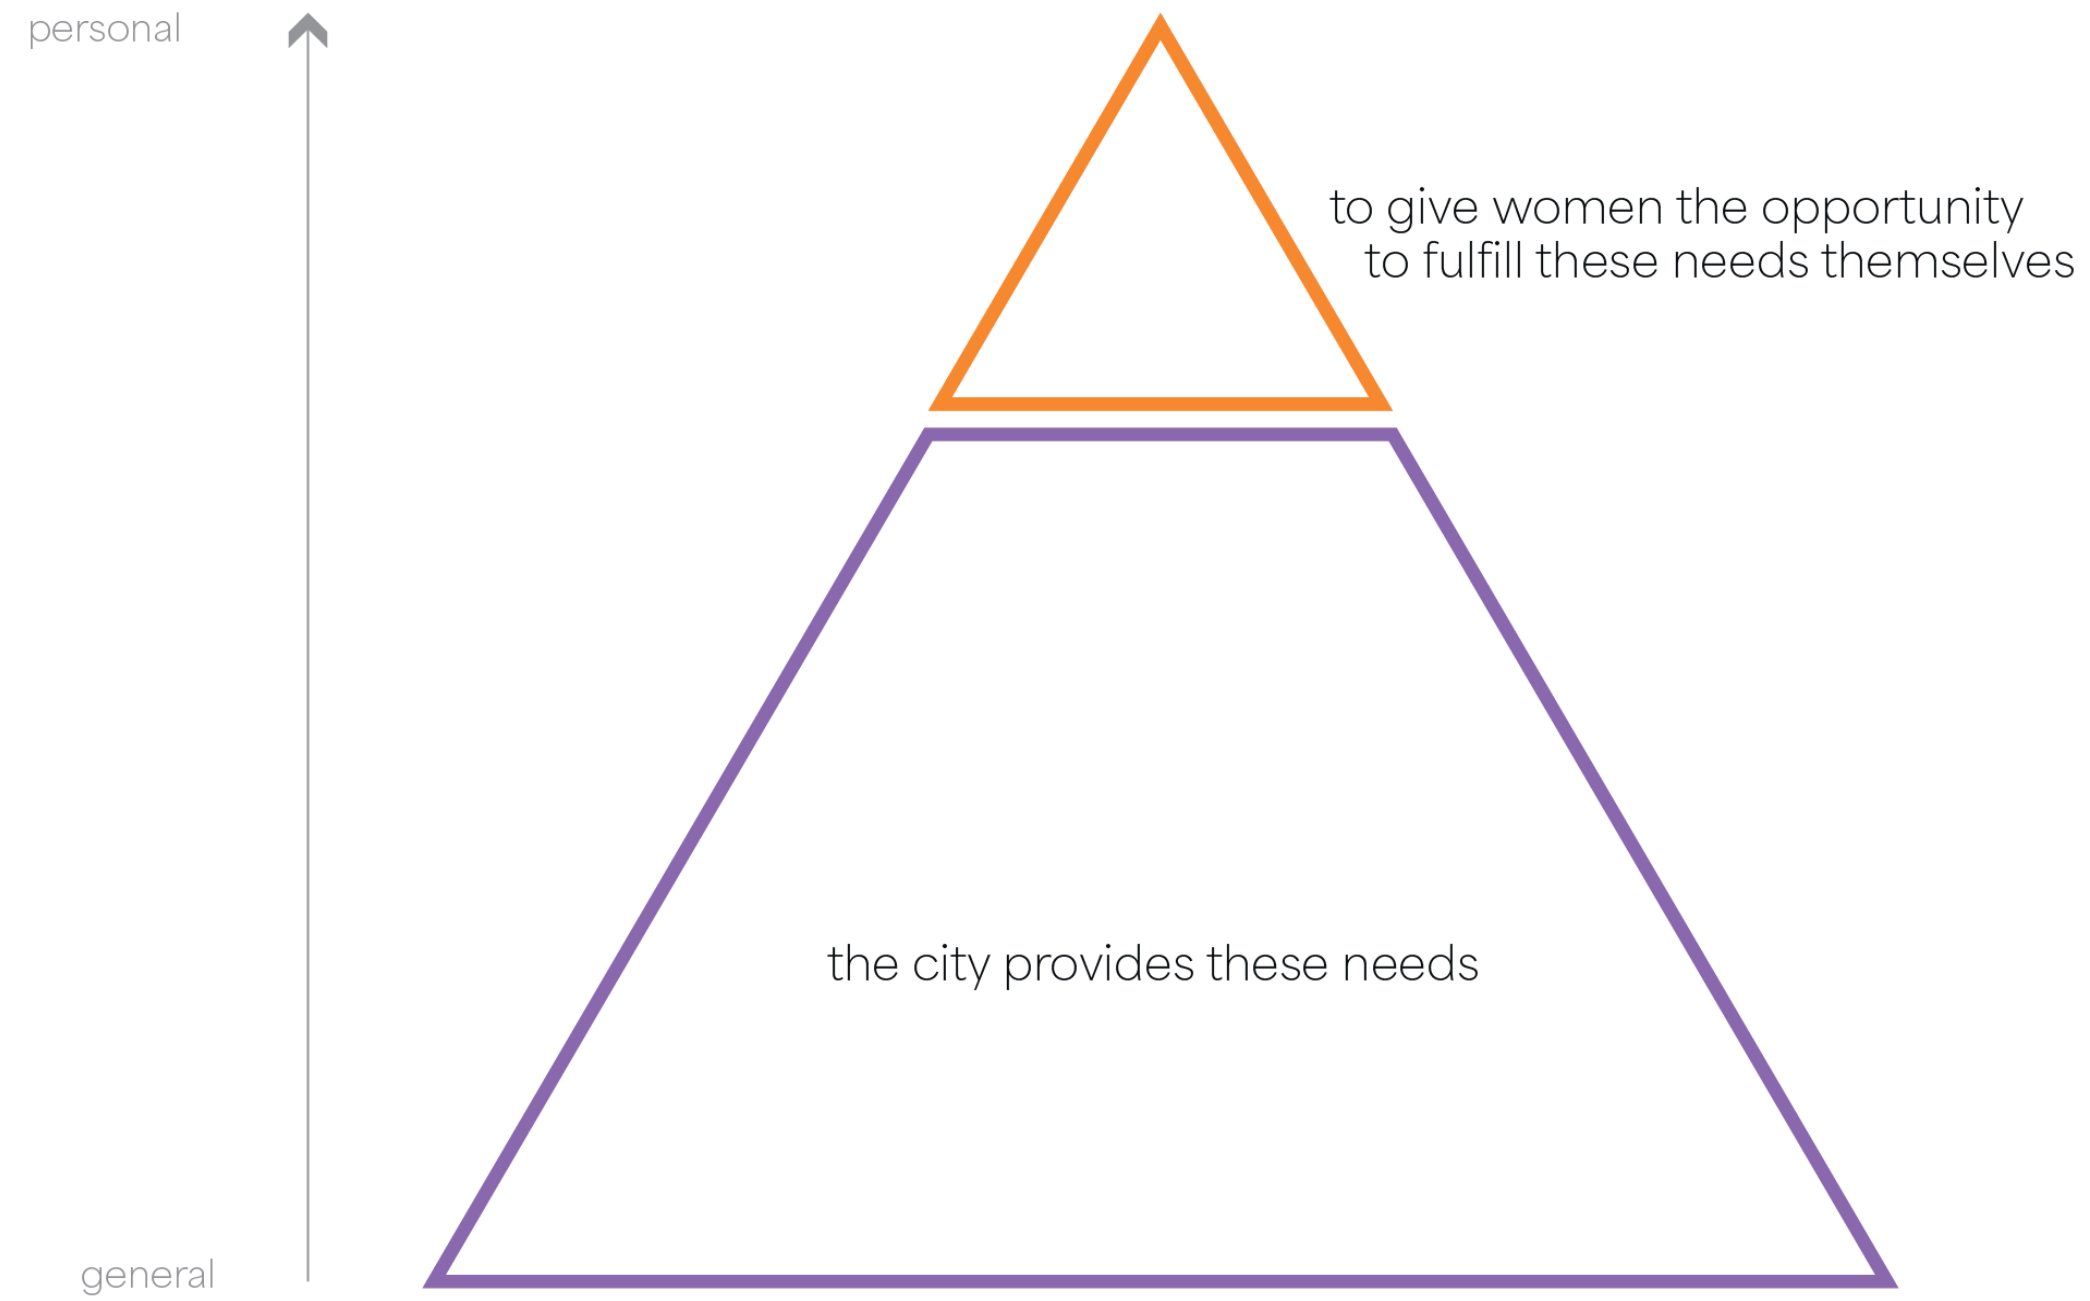 personal
to give women the opportunity
to fulfill these needs themselves
the city provides these needs
general